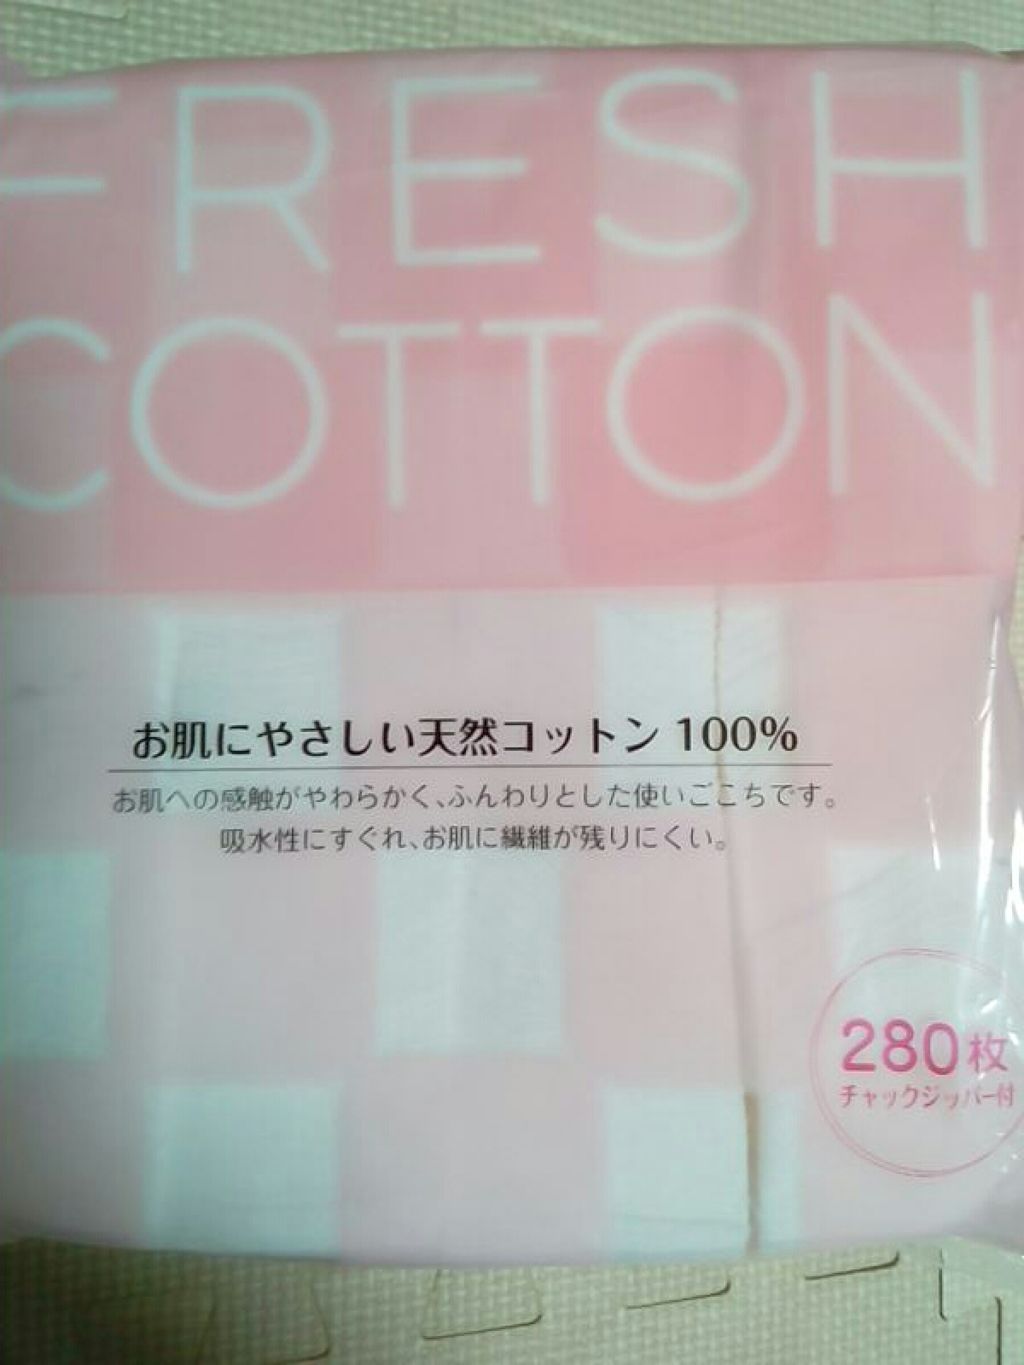 FRESH
COTTON
お肌にやさしい天然コットン 100%
お肌への感触がやわらかく、ふんわりとした使いごこちです。
吸水性にすぐれ、お肌に繊維が残りにくい。
280枚
チャックジッパー付